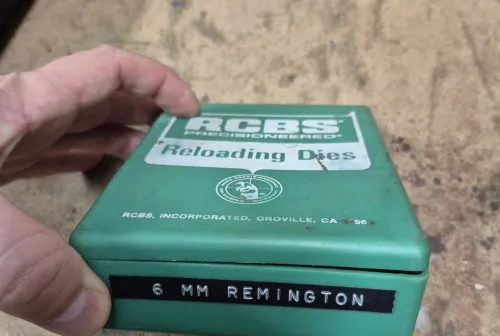 RCBS
PRECISIONEERED
Reloading Dies
RCBS, INCORPORATED, OROVILLE, CA
6 MM REMINGTON